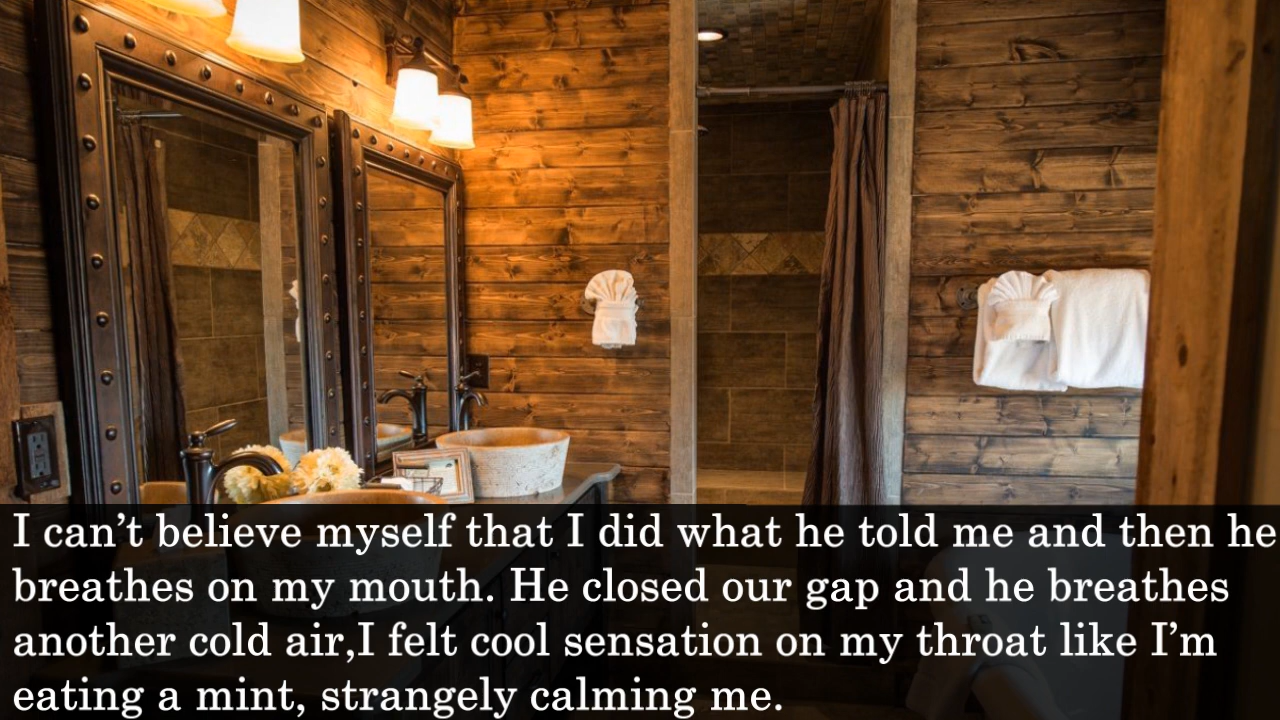 I can’t believe myself that I did what he told me and then he
breathes on my mouth. He closed our gap and he breathes
another cold air,I felt cool sensation on my throat like I’m
eating a mint, strangely calming me.